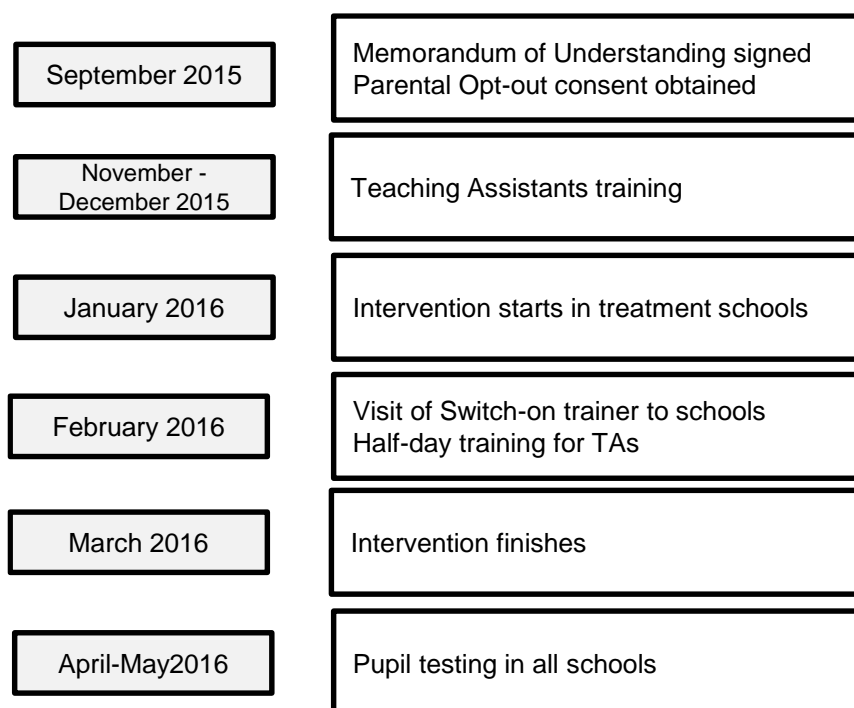 September 2015
Memorandum of Understanding signed
Parental Opt-out consent obtained
November -
December 2015
Teaching Assistants training
January 2016
Intervention starts in treatment schools
February 2016
Visit of Switch-on trainer to schools
Half-day training for TAs
March 2016
Intervention finishes
April-May2016
Pupil testing in all schools